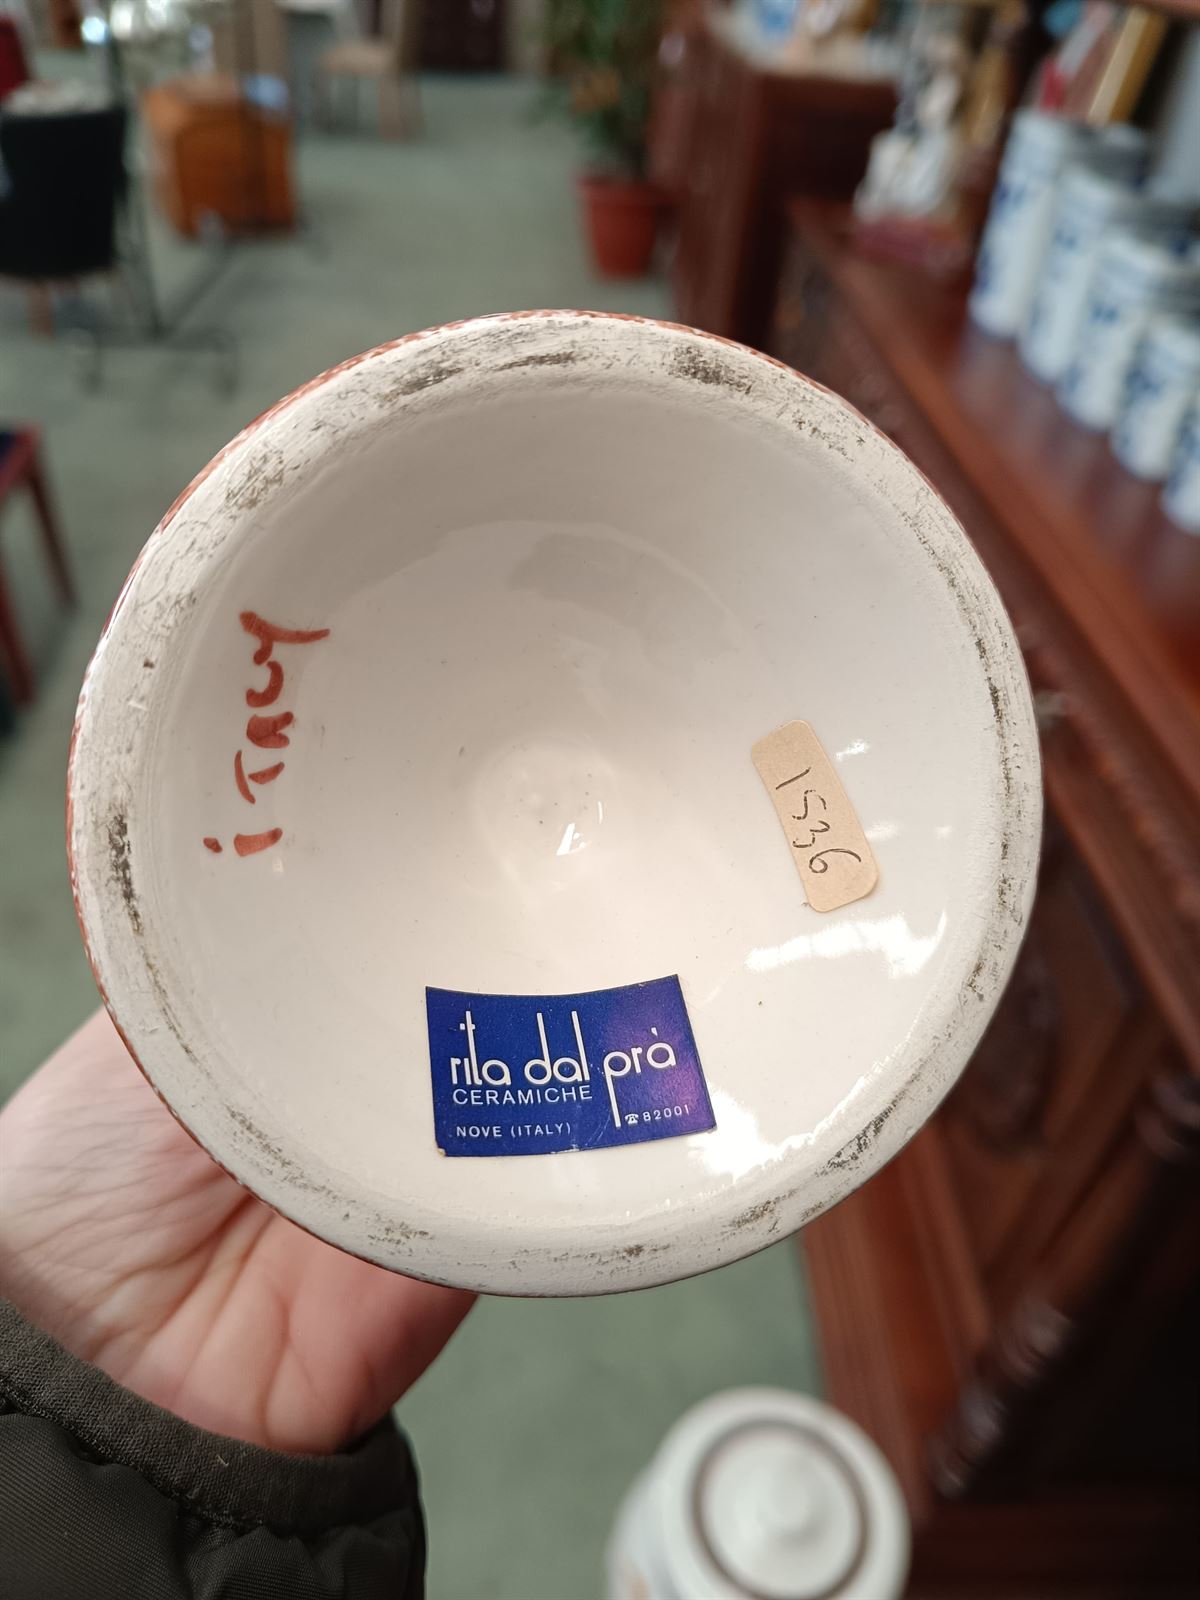 iTALY
1536
rita dal prà
CERAMICHE
NOVE (ITALY) ☎82001